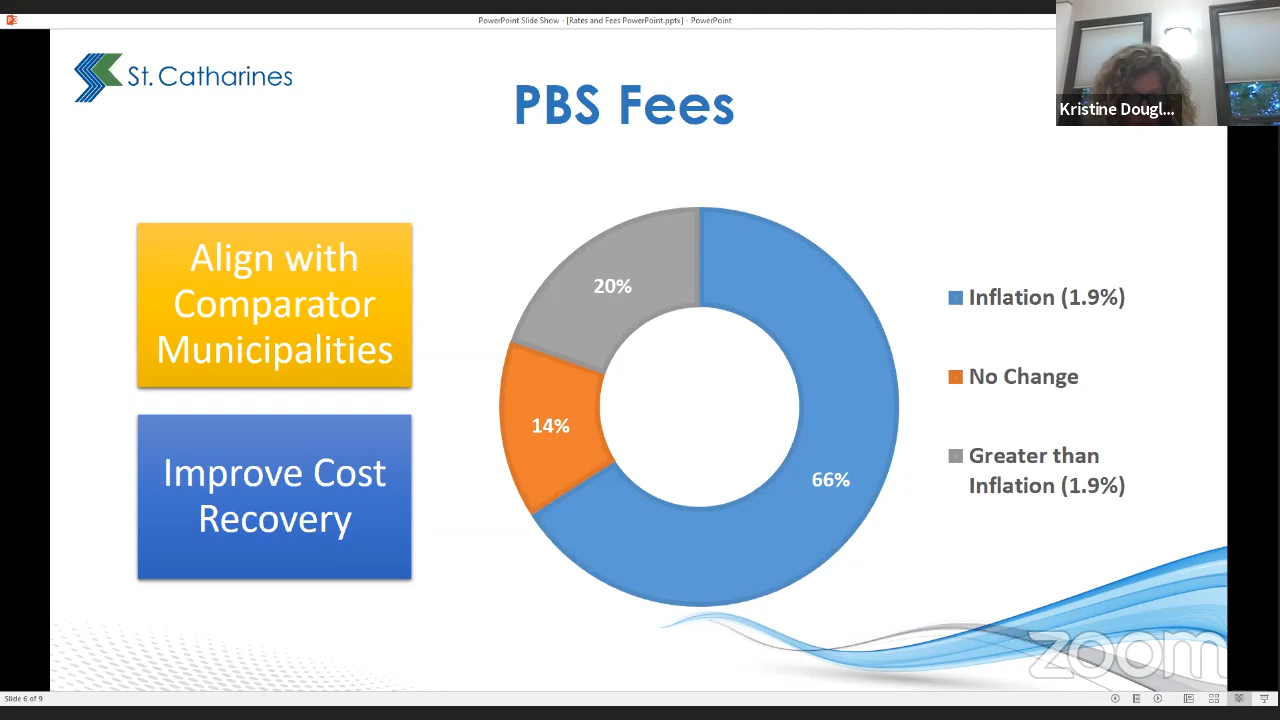 PowerPoint Slide Show - [Rates and Fees PowerPoint.pptx] - PowerPoint
St. Catharines
PBS Fees
Kristine Dougl...
Align with
Comparator
Municipalities
Improve Cost
Recovery
20%
14%
66%
Inflation (1.9%)
No Change
Greater than
Inflation (1.9%)
zoom
Slide 6 of 9